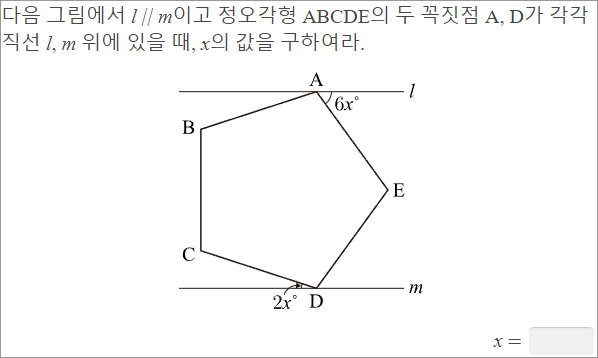 다음 그림에서 l // m이고 정오각형 ABCDE의 두 꼭짓점 A, D가 각각
직선 l, m 위에 있을 때, x의 값을 구하여라.
A
l
6x°
B
E
C
m
2x°
D
x =